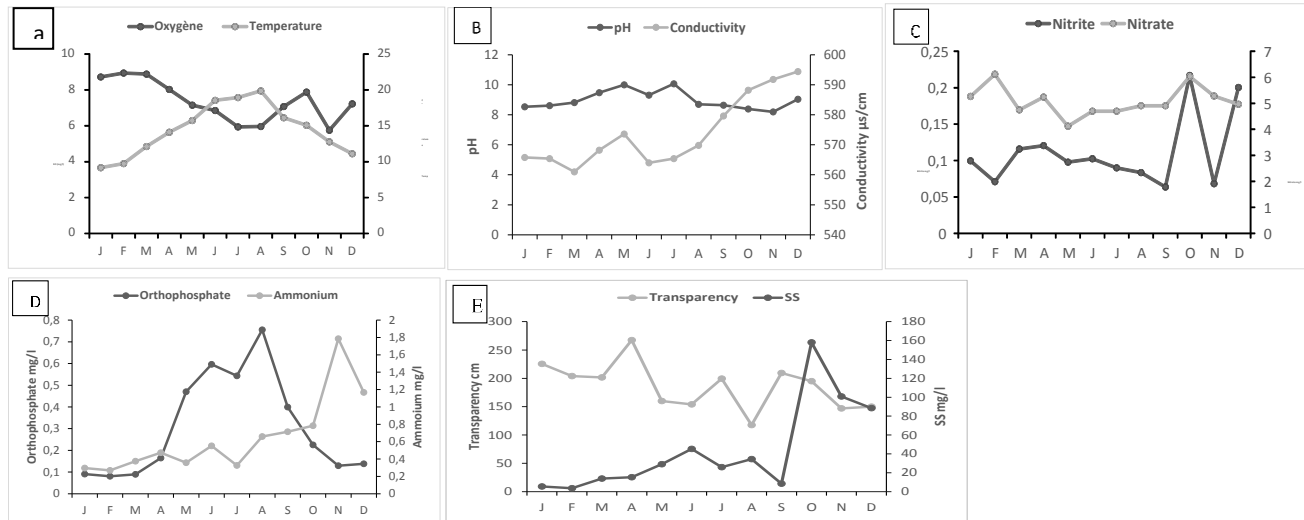 a
Oxygène Temperature
10 25
8 20
6 15
4 10
2 5
0 0
J F M A M J J A S O N D
B
pH Conductivity
12 600
10 590
8 580
6 570
4 560
2 550
0 540
pH
Conductivity µs/cm
J F M A M J J A S O N D
C
Nitrite Nitrate
0,25 7
6
0,2 5
0,15 4
0,1 3
2
0,05 1
0 0
J F M A M J J A S O N D
D
Orthophosphate Ammonium
0,8 2
0,7 1,8
1,6
0,6 1,4
0,5 1,2
0,4 1
0,3 0,8
0,6
0,2 0,4
0,1 0,2
0 0
Orthophosphate mg/l
Ammoium mg/l
J F M A M J J A S O N D
E
Transparency SS
300 180
250 160
140
200 120
150 100
80
100 60
50 40
20
0 0
Transparency cm
SS mg/l
J F M A M J J A S O N D